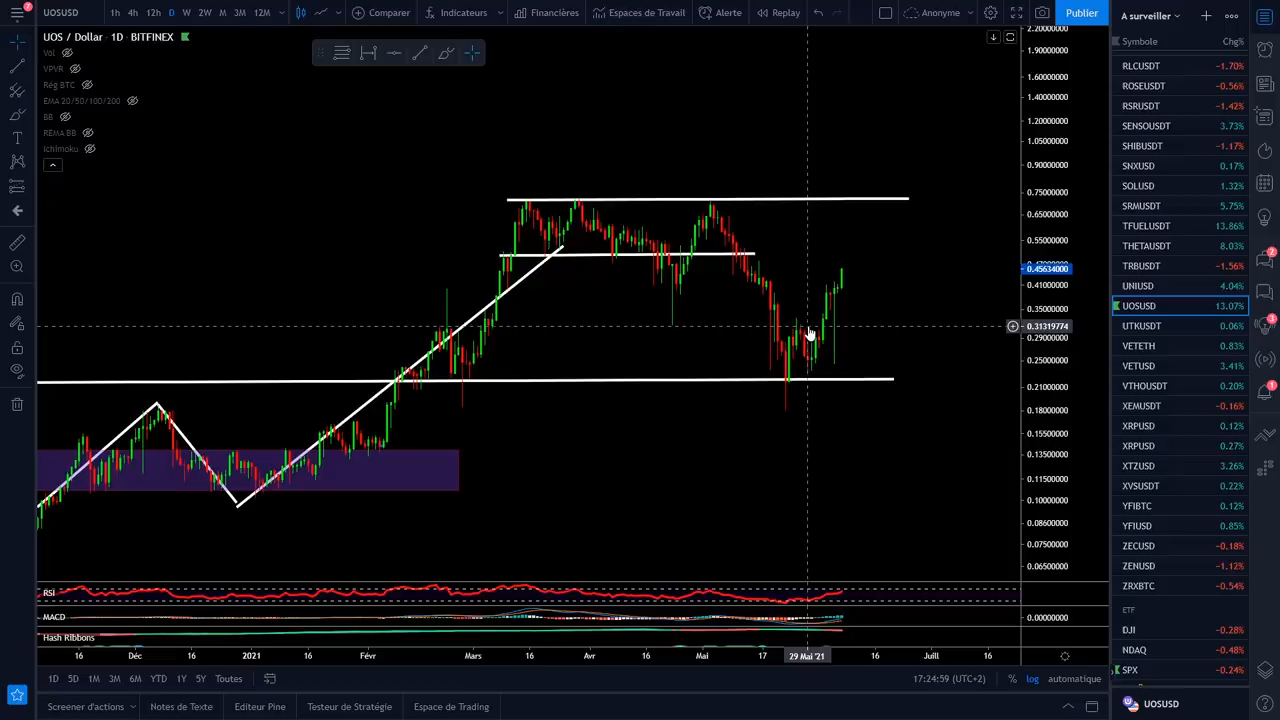 UOSUSD 1h 4h 12h D W 2W M 3M 12M Comparer Indicateurs Financières Espaces de Travail Alerte Replay Anonyme Publier A surveiller
UOS / Dollar · 1D · BITFINEX
Vol
VPVR
Rég BTC
EMA 20/50/100/200
BB
REMA BB
Ichimoku
2.20000000
1.90000000
1.60000000
1.40000000
1.20000000
1.05000000
0.90000000
0.75000000
0.65000000
0.55000000
0.45634000
0.41000000
0.35000000
0.31319774
0.29000000
0.25000000
0.21000000
0.18000000
0.15500000
0.13500000
0.11500000
0.10000000
0.08600000
0.07500000
0.06500000
RSI
MACD
0.00000000
Hash Ribbons
16 Déc 16 2021 16 Févr Mars 16 Avr 16 Mai 17 29 Mai '21 16 Juill 16
1D 5D 1M 3M 6M YTD 1Y 5Y Toutes 17:24:59 (UTC+2) % log automatique
Screener d'actions Notes de Texte Editeur Pine Testeur de Stratégie Espace de Trading
Symbole Chg%
RLCUSDT −1.70%
ROSEUSDT −0.56%
RSRUSDT −1.42%
SENSOUSDT 3.73%
SHIBUSDT −1.17%
SNXUSD 0.17%
SOLUSD 1.32%
SRMUSDT 5.75%
TFUELUSDT 13.86%
THETAUSDT 8.03%
TRBUSDT −1.56%
UNIUSD 4.04%
UOSUSD 13.07%
UTKUSDT 0.06%
VETETH 0.83%
VETUSD 3.41%
VTHOUSDT 0.20%
XEMUSDT −0.16%
XRPUSD 0.12%
XRPUSD 0.27%
XTZUSD 3.26%
XVSUSDT 0.22%
YFIBTC 0.12%
YFIUSD 0.85%
ZECUSD −0.18%
ZENUSD −1.12%
ZRXBTC −0.54%
ETF
DJI −0.28%
NDAQ −0.48%
SPX −0.24%
UOSUSD
7
2
3
1